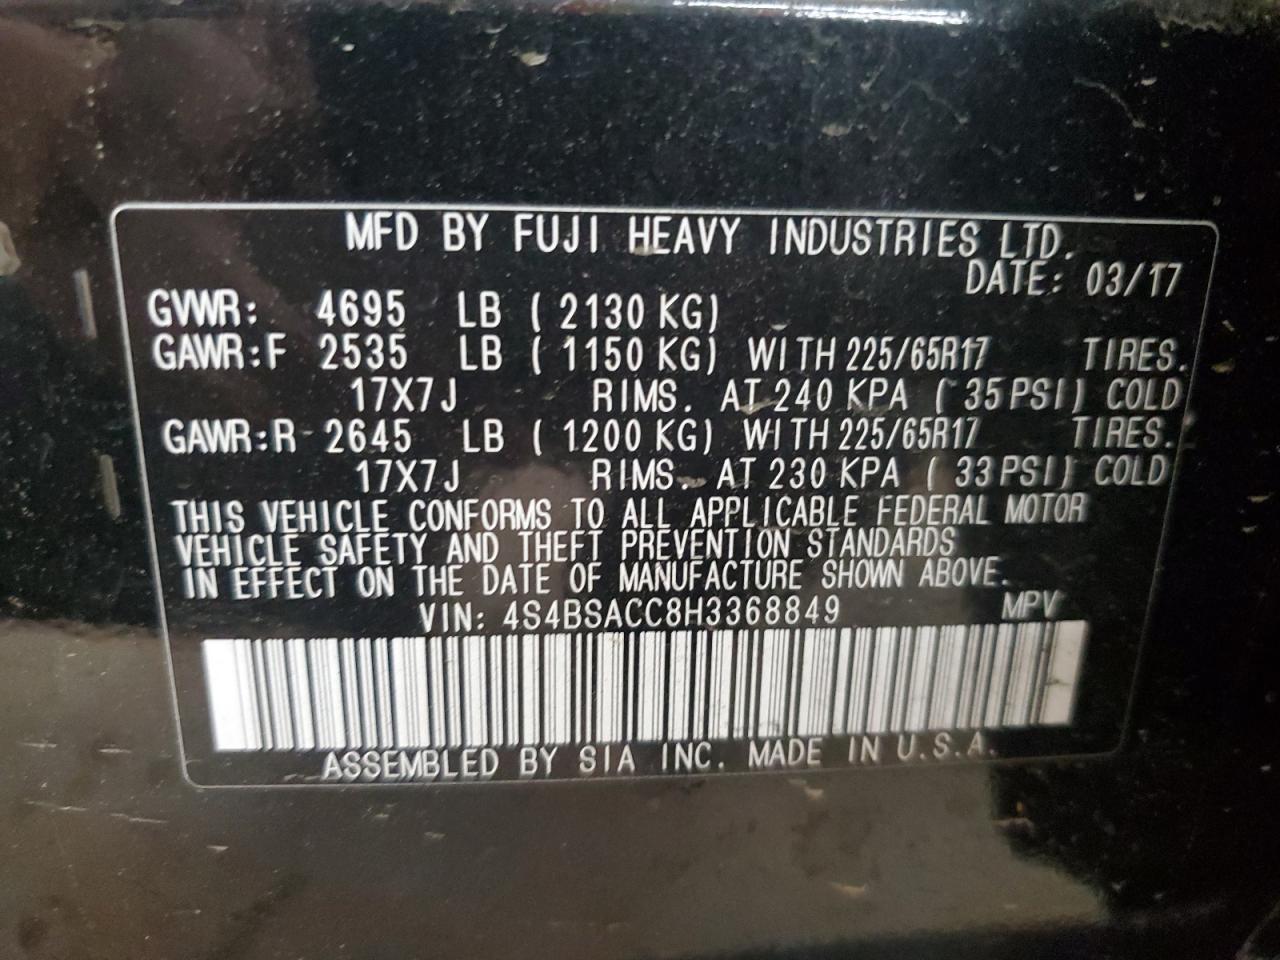 MFD BY FUJI HEAVY INDUSTRIES LTD.
DATE: 03/17
GVWR: 4695 LB ( 2130 KG)
GAWR:F 2535 LB ( 1150 KG) WITH 225/65R17 TIRES.
17X7J RIMS. AT 240 KPA ( 35 PSI) COLD
GAWR:R 2645 LB ( 1200 KG) WITH 225/65R17 TIRES.
17X7J RIMS. AT 230 KPA ( 33 PSI) COLD
THIS VEHICLE CONFORMS TO ALL APPLICABLE FEDERAL MOTOR
VEHICLE SAFETY AND THEFT PREVENTION STANDARDS
IN EFFECT ON THE DATE OF MANUFACTURE SHOWN ABOVE.
VIN: 4S4BSACC8H3368849 MPV
ASSEMBLED BY SIA INC. MADE IN U.S.A.